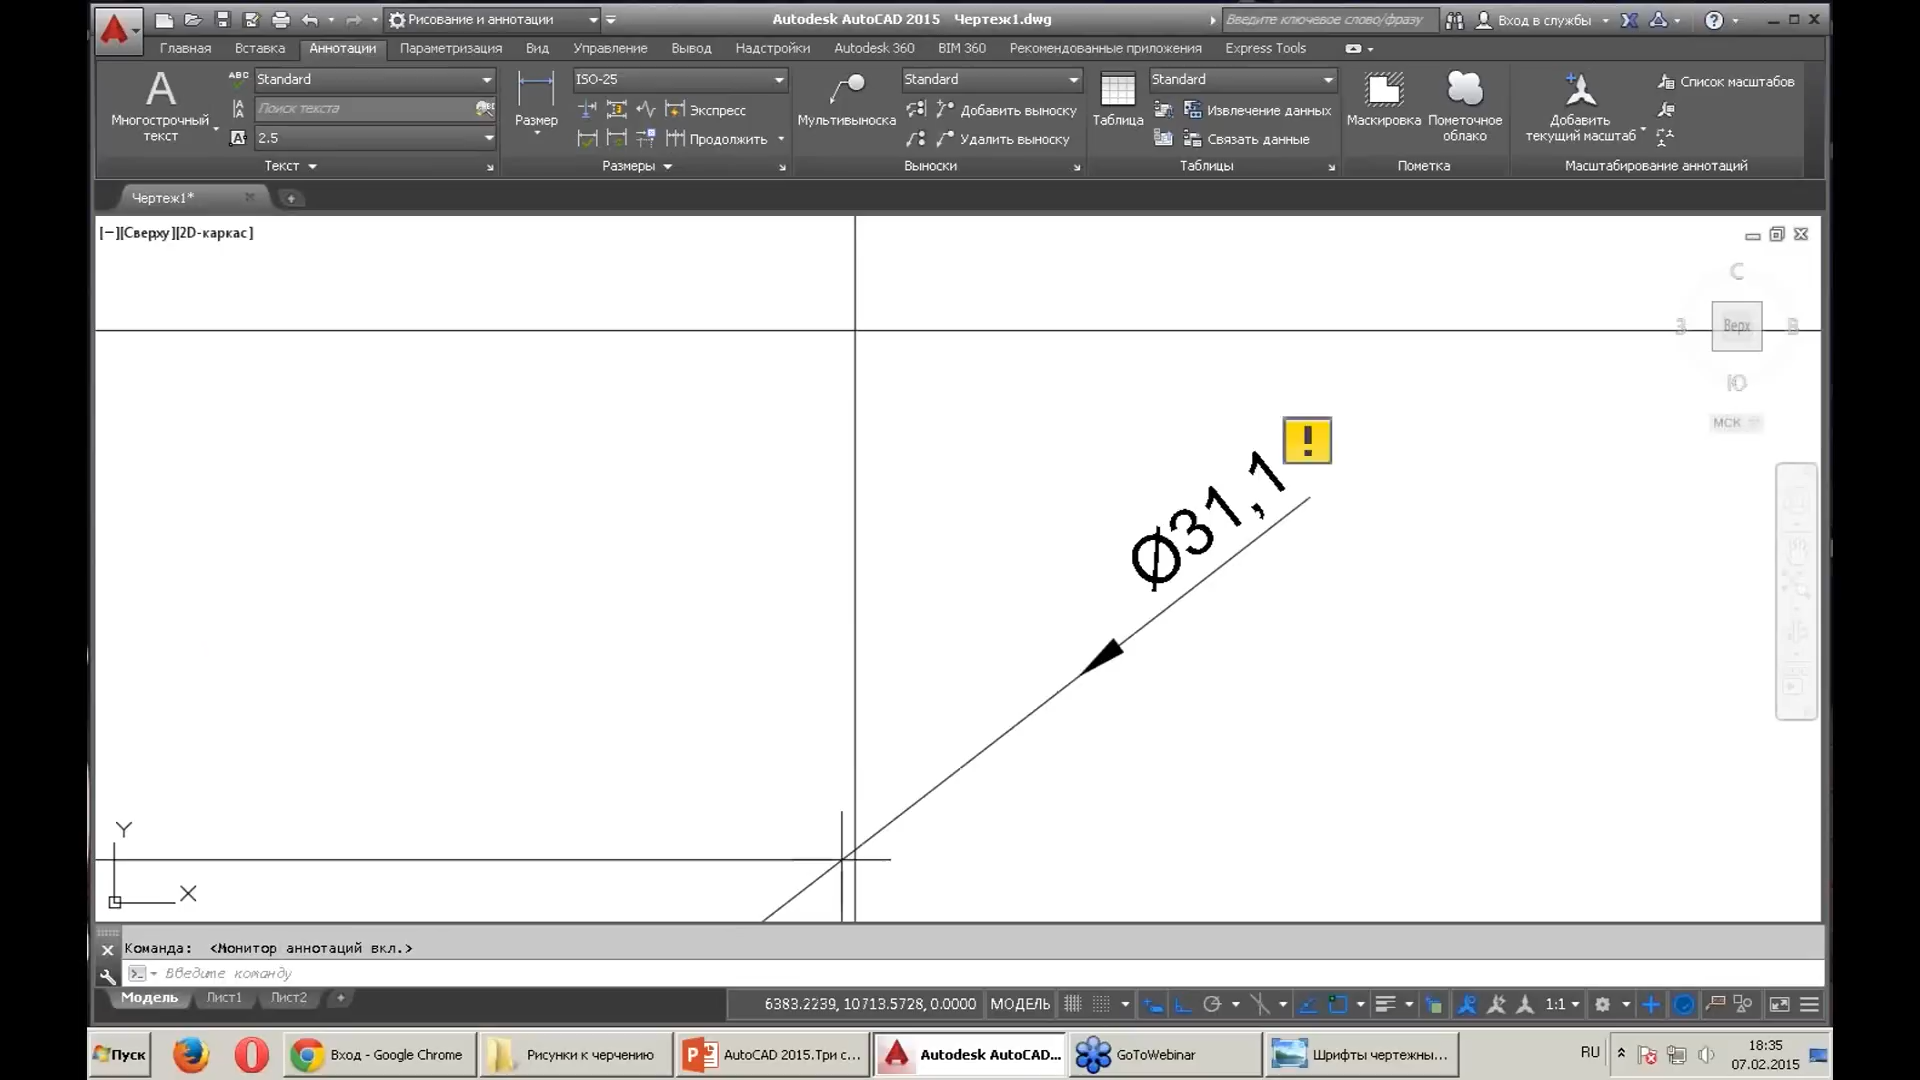 Рисование и аннотации
Autodesk AutoCAD 2015 Чертеж1.dwg
Введите ключевое слово/фразу
Вход в службы
Главная Вставка Аннотации Параметризация Вид Управление Вывод Надстройки Autodesk 360 BIM 360 Рекомендованные приложения Express Tools
Многострочный текст
Standard
Поиск текста
2.5
Текст
Размер
ISO-25
Экспресс
Продолжить
Размеры
Мультивыноска
Standard
Добавить выноску
Удалить выноску
Выноски
Таблица
Standard
Извлечение данных
Связать данные
Таблицы
Маскировка
Пометочное облако
Пометка
Добавить текущий масштаб
Список масштабов
Масштабирование аннотаций
Чертеж1*
[−][Сверху][2D-каркас]
С
З
Верх
В
Ю
МСК
Ø31,1
!
Y
X
Команда: <Монитор аннотаций вкл.>
Введите команду
Модель Лист1 Лист2
6383.2239, 10713.5728, 0.0000 МОДЕЛЬ
1:1
Пуск
Вход - Google Chrome
Рисунки к черчению
AutoCAD 2015.Три с...
Autodesk AutoCAD...
GoToWebinar
Шрифты чертежны...
RU
18:35
07.02.2015